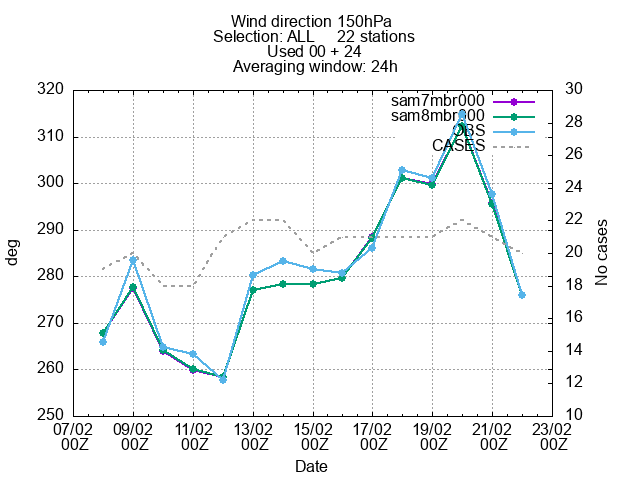 Wind direction 150hPa
Selection: ALL 22 stations
Used 00 + 24
Averaging window: 24h
sam7mbr000
sam8mbr000
OBS
CASES
320
310
300
290
280
270
260
250
deg
30
28
26
24
22
20
18
16
14
12
10
No cases
07/02 09/02 11/02 13/02 15/02 17/02 19/02 21/02 23/02
00Z 00Z 00Z 00Z 00Z 00Z 00Z 00Z 00Z
Date